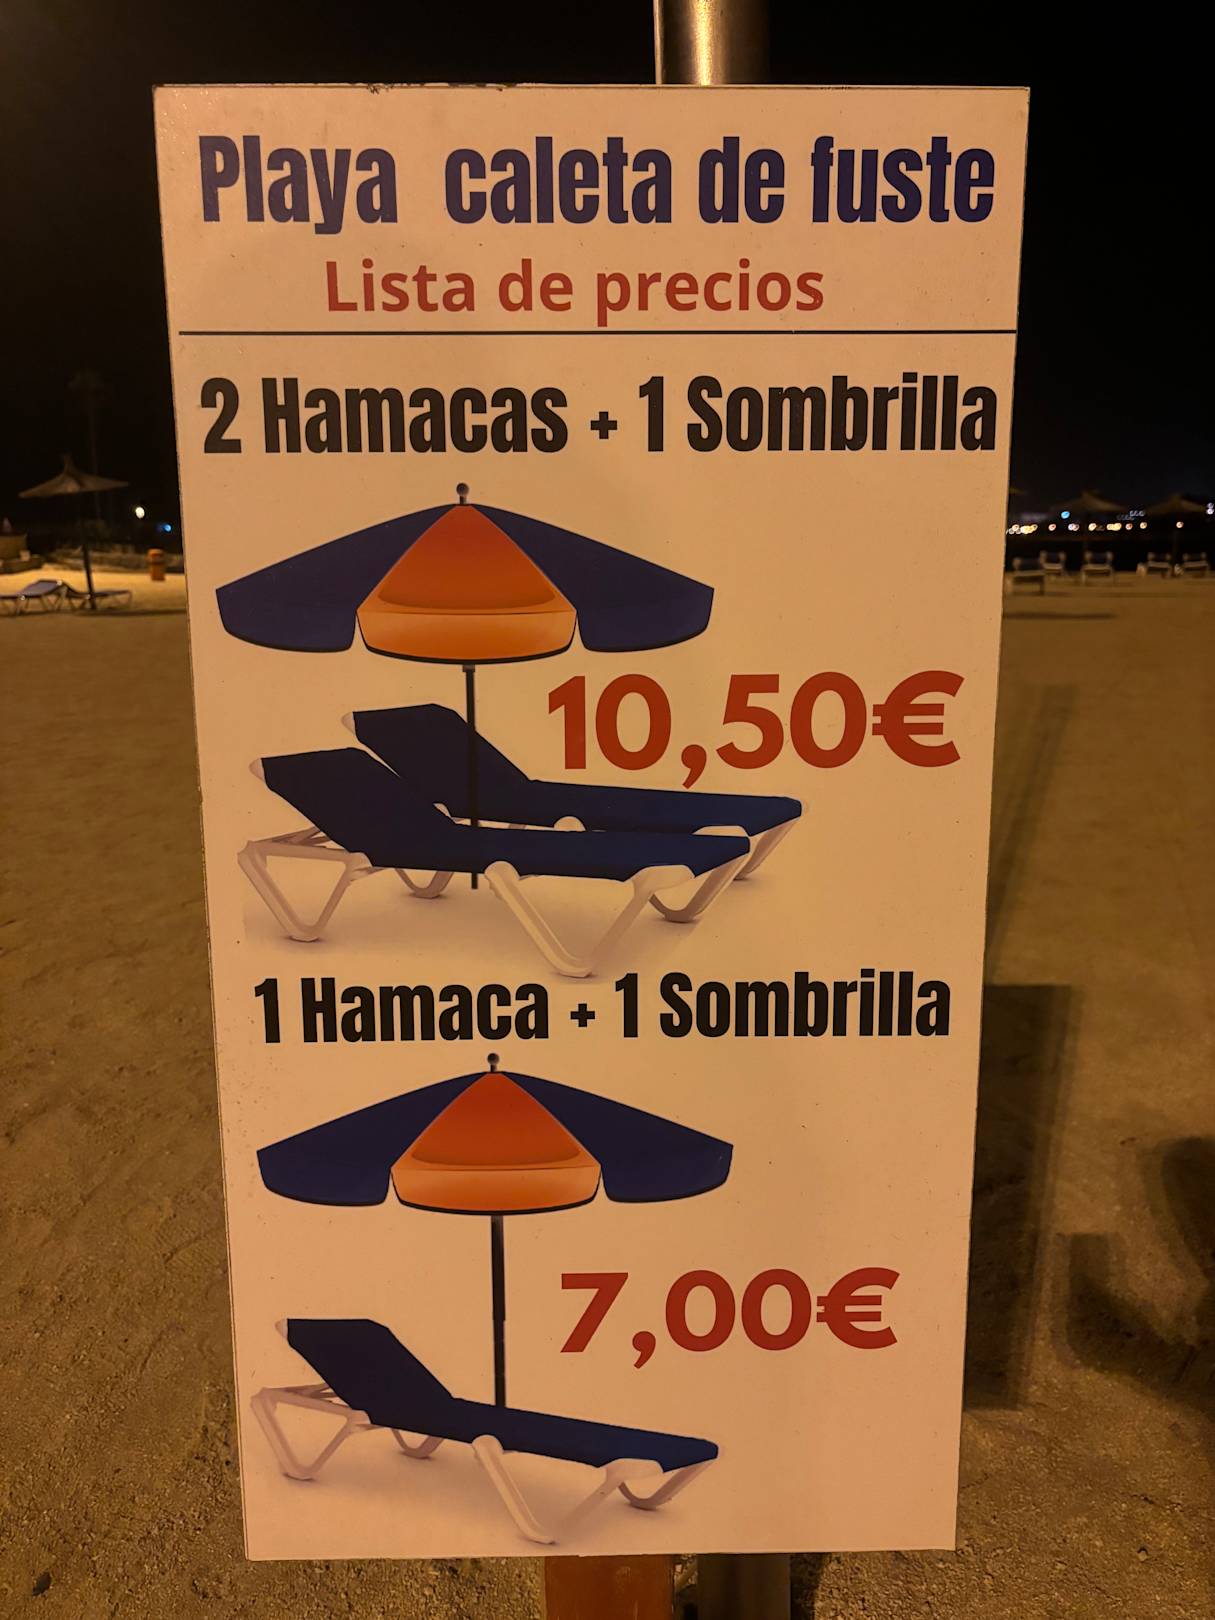 Playa caleta de fuste
Lista de precios
2 Hamacas + 1 Sombrilla
10,50€
1 Hamaca + 1 Sombrilla
7,00€